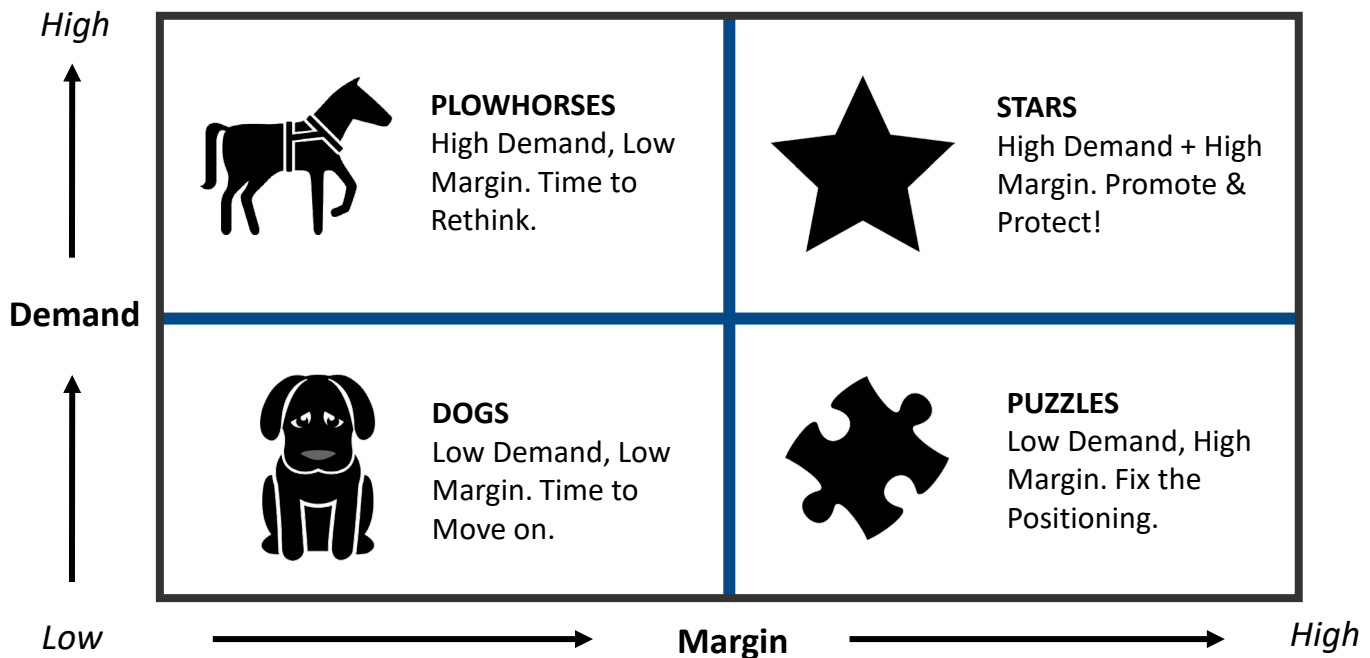 High
PLOWHORSES
High Demand, Low
Margin. Time to
Rethink.
STARS
High Demand + High
Margin. Promote &
Protect!
Demand
DOGS
Low Demand, Low
Margin. Time to
Move on.
PUZZLES
Low Demand, High
Margin. Fix the
Positioning.
Low
Margin
High